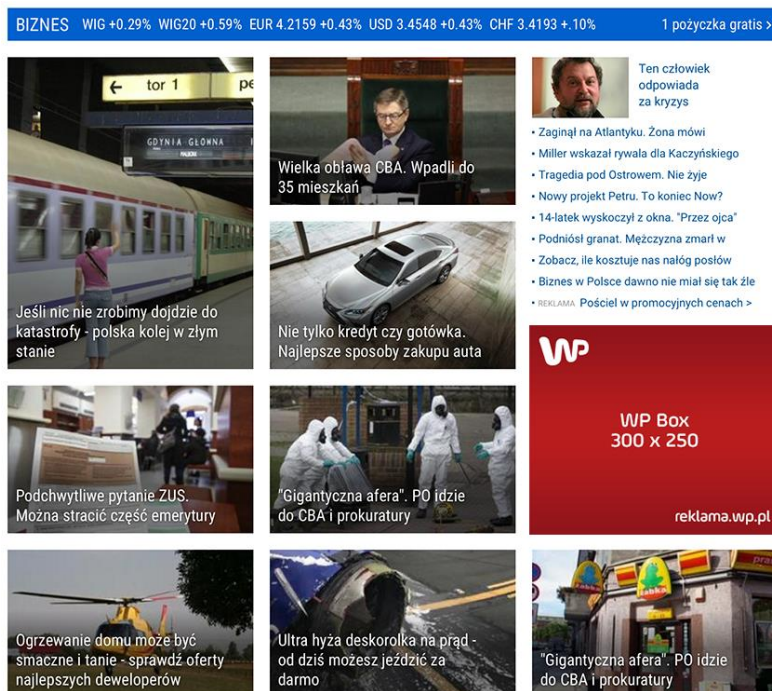 BIZNES WIG +0.29% WIG20 +0.59% EUR 4.2159 +0.43% USD 3.4548 +0.43% CHF 3.4193 +.10% 1 pożyczka gratis >
← tor 1 pe
GDYNIA GŁÓWNA
Jeśli nic nie zrobimy dojdzie do
katastrofy - polska kolej w złym
stanie
Wielka obława CBA. Wpadli do
35 mieszkań
Nie tylko kredyt czy gotówka.
Najlepsze sposoby zakupu auta
Ten człowiek
odpowiada
za kryzys
• Zaginął na Atlantyku. Żona mówi
• Miller wskazał rywala dla Kaczyńskiego
• Tragedia pod Ostrowem. Nie żyje
• Nowy projekt Petru. To koniec Now?
• 14-latek wyskoczył z okna. "Przez ojca"
• Podniósł granat. Mężczyzna zmarł w
• Zobacz, ile kosztuje nas nałóg posłów
• Biznes w Polsce dawno nie miał się tak źle
• REKLAMA Pościel w promocyjnych cenach >
WP
WP Box
300 x 250
reklama.wp.pl
Podchwytliwe pytanie ZUS.
Można stracić część emerytury
"Gigantyczna afera". PO idzie
do CBA i prokuratury
Ogrzewanie domu może być
smaczne i tanie - sprawdź oferty
najlepszych deweloperów
Ultra hyża deskorolka na prąd -
od dziś możesz jeździć za
darmo
żabka
żabka
"Gigantyczna afera". PO idzie
do CBA i prokuratury